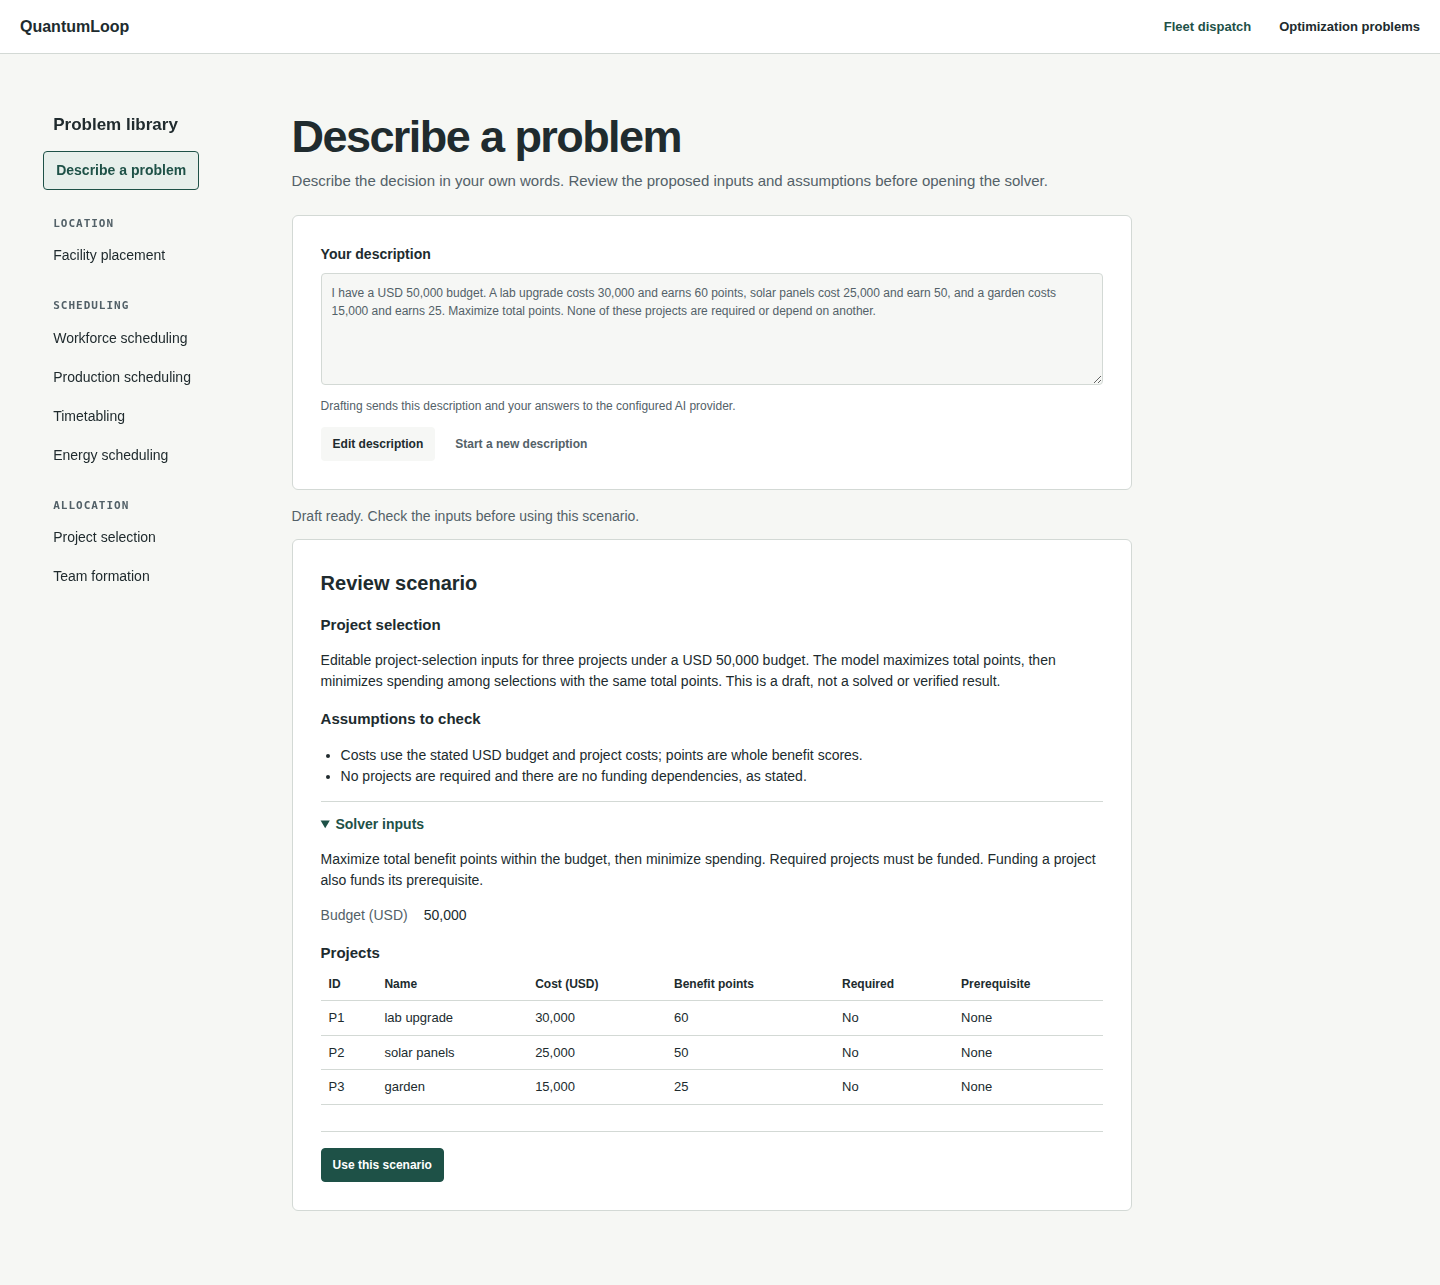 QuantumLoop
Fleet dispatch
Optimization problems
Problem library
Describe a problem
LOCATION
Facility placement
SCHEDULING
Workforce scheduling
Production scheduling
Timetabling
Energy scheduling
ALLOCATION
Project selection
Team formation
Describe a problem
Describe the decision in your own words. Review the proposed inputs and assumptions before opening the solver.
Your description
I have a USD 50,000 budget. A lab upgrade costs 30,000 and earns 60 points, solar panels cost 25,000 and earn 50, and a garden costs
15,000 and earns 25. Maximize total points. None of these projects are required or depend on another.
Drafting sends this description and your answers to the configured AI provider.
Edit description
Start a new description
Draft ready. Check the inputs before using this scenario.
Review scenario
Project selection
Editable project-selection inputs for three projects under a USD 50,000 budget. The model maximizes total points, then
minimizes spending among selections with the same total points. This is a draft, not a solved or verified result.
Assumptions to check
• Costs use the stated USD budget and project costs; points are whole benefit scores.
• No projects are required and there are no funding dependencies, as stated.
▼ Solver inputs
Maximize total benefit points within the budget, then minimize spending. Required projects must be funded. Funding a project
also funds its prerequisite.
Budget (USD) 50,000
Projects
ID Name Cost (USD) Benefit points Required Prerequisite
P1 lab upgrade 30,000 60 No None
P2 solar panels 25,000 50 No None
P3 garden 15,000 25 No None
Use this scenario